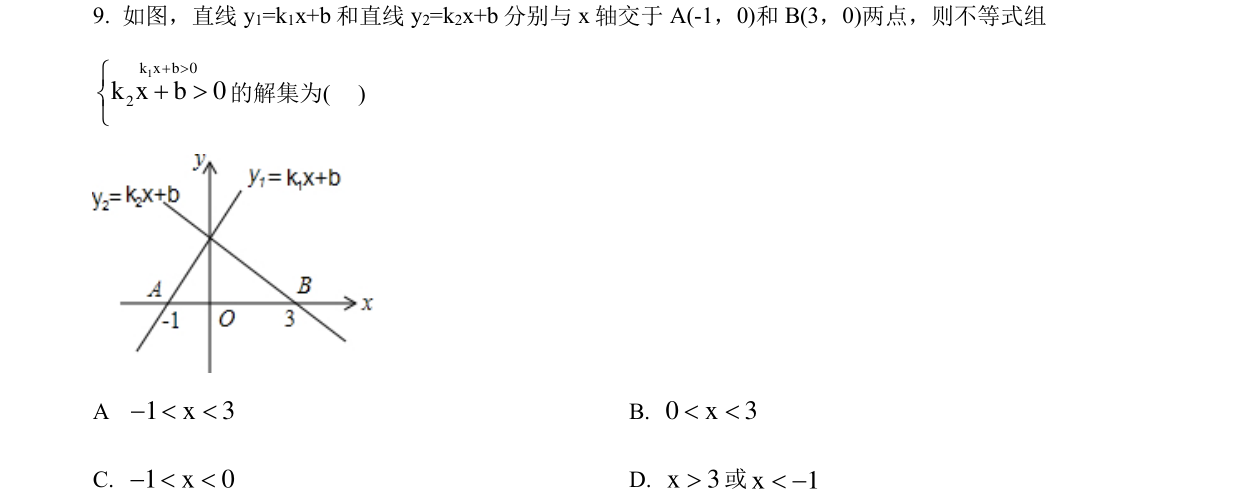 9. 如图，直线 y₁=k₁x+b 和直线 y₂=k₂x+b 分别与 x 轴交于 A(-1，0)和 B(3，0)两点，则不等式组
k₁x+b>0
{k₂x+b>0的解集为(    )
y
y₁=k₁x+b
y₂=k₂x+b
A
B
x
-1
O
3
A  −1<x<3
B. 0<x<3
C. −1<x<0
D. x>3或x<−1